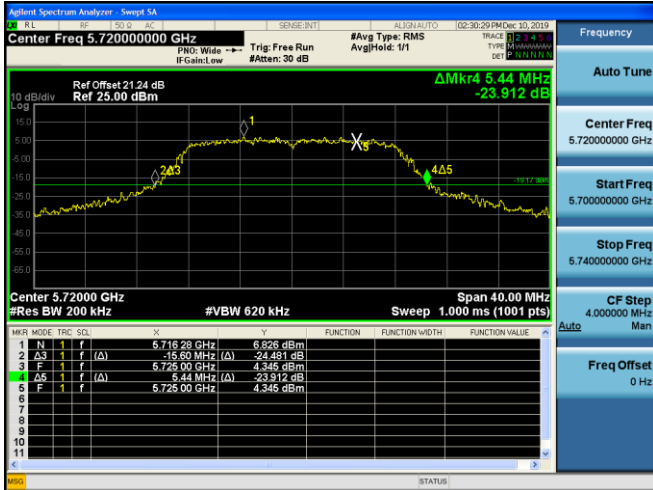 Agilent Spectrum Analyzer - Swept SA
RL RF 50 Ω AC SENSE:INT ALIGN AUTO 02:30:29 PM Dec 10, 2019
Center Freq 5.720000000 GHz
PNO: Wide
IFGain:Low
Trig: Free Run
#Atten: 30 dB
#Avg Type: RMS
Avg|Hold: 1/1
TRACE 1 2 3 4 5 6
TYPE M
DET P N N N N N
Ref Offset 21.24 dB
10 dB/div Ref 25.00 dBm
Log
ΔMkr4 5.44 MHz
-23.912 dB
15.0
5.00
-5.00
-15.0
-25.0
-35.0
-45.0
-55.0
-65.0
1
2Δ3
5
4Δ5
-19.17 dBm
Center 5.72000 GHz Span 40.00 MHz
#Res BW 200 kHz #VBW 620 kHz Sweep 1.000 ms (1001 pts)
MKR MODE TRC SCL X Y FUNCTION FUNCTION WIDTH FUNCTION VALUE
1 N 1 f 5.716 28 GHz 6.826 dBm
2 Δ3 1 f (Δ) -15.60 MHz (Δ) -24.481 dB
3 F 1 f 5.725 00 GHz 4.345 dBm
4 Δ5 1 f (Δ) 5.44 MHz (Δ) -23.912 dB
5 F 1 f 5.725 00 GHz 4.345 dBm
6
7
8
9
10
11
MSG STATUS
Frequency
Auto Tune
Center Freq
5.720000000 GHz
Start Freq
5.700000000 GHz
Stop Freq
5.740000000 GHz
CF Step
4.000000 MHz
Auto Man
Freq Offset
0 Hz